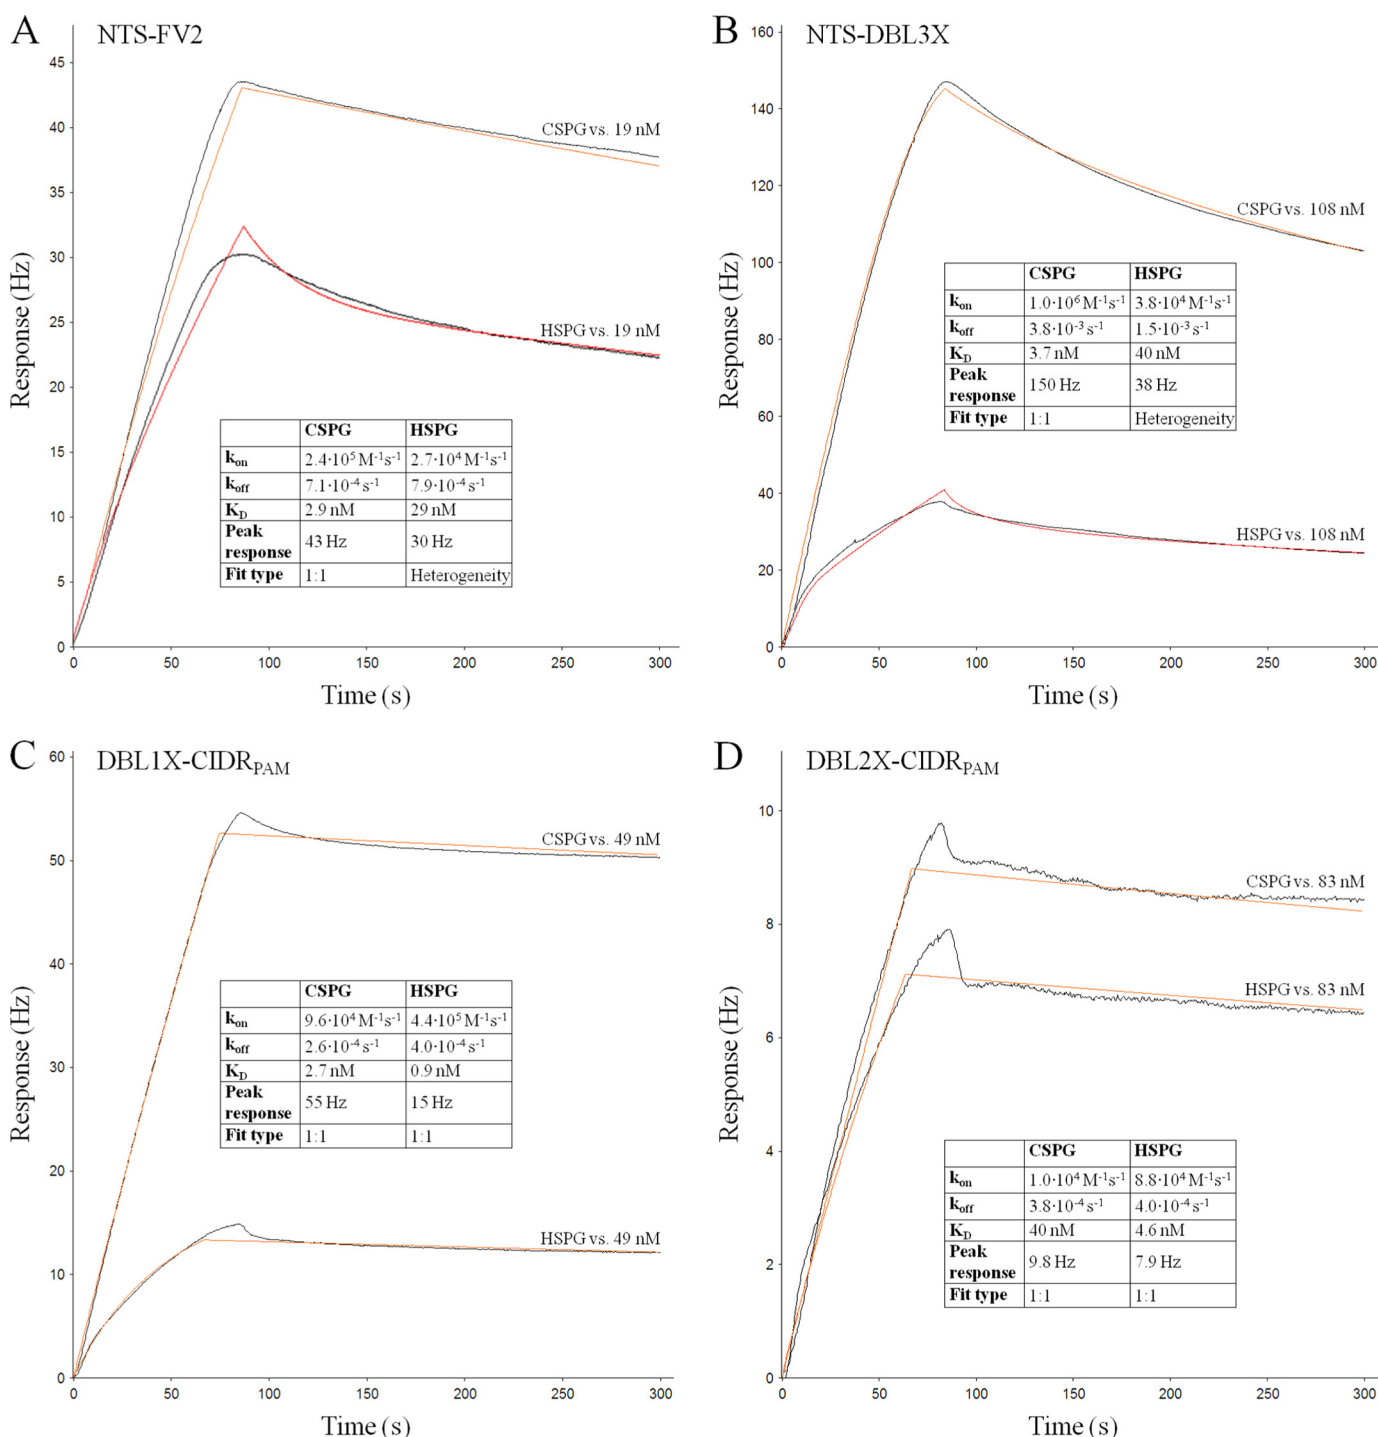 A
NTS-FV2
45
40
35
30
25
20
15
10
5
0
Response (Hz)
CSPG vs. 19 nM
HSPG vs. 19 nM
CSPG HSPG
k_on 2.4·10⁵ M⁻¹s⁻¹ 2.7·10⁴ M⁻¹s⁻¹
k_off 7.1·10⁻⁴ s⁻¹ 7.9·10⁻⁴ s⁻¹
K_D 2.9 nM 29 nM
Peak
response 43 Hz 30 Hz
Fit type 1:1 Heterogeneity
0 50 100 150 200 250 300
Time (s)
B
NTS-DBL3X
160
140
120
100
80
60
40
20
0
Response (Hz)
CSPG vs. 108 nM
CSPG HSPG
k_on 1.0·10⁶ M⁻¹s⁻¹ 3.8·10⁴ M⁻¹s⁻¹
k_off 3.8·10⁻³ s⁻¹ 1.5·10⁻³ s⁻¹
K_D 3.7 nM 40 nM
Peak
response 150 Hz 38 Hz
Fit type 1:1 Heterogeneity
HSPG vs. 108 nM
0 50 100 150 200 250 300
Time (s)
C
DBL1X-CIDR_PAM
60
50
40
30
20
10
0
Response (Hz)
CSPG vs. 49 nM
CSPG HSPG
k_on 9.6·10⁴ M⁻¹s⁻¹ 4.4·10⁵ M⁻¹s⁻¹
k_off 2.6·10⁻⁴ s⁻¹ 4.0·10⁻⁴ s⁻¹
K_D 2.7 nM 0.9 nM
Peak
response 55 Hz 15 Hz
Fit type 1:1 1:1
HSPG vs. 49 nM
0 50 100 150 200 250 300
Time (s)
D
DBL2X-CIDR_PAM
10
8
6
4
2
0
Response (Hz)
CSPG vs. 83 nM
HSPG vs. 83 nM
CSPG HSPG
k_on 1.0·10⁴ M⁻¹s⁻¹ 8.8·10⁴ M⁻¹s⁻¹
k_off 3.8·10⁻⁴ s⁻¹ 4.0·10⁻⁴ s⁻¹
K_D 40 nM 4.6 nM
Peak
response 9.8 Hz 7.9 Hz
Fit type 1:1 1:1
0 50 100 150 200 250 300
Time (s)